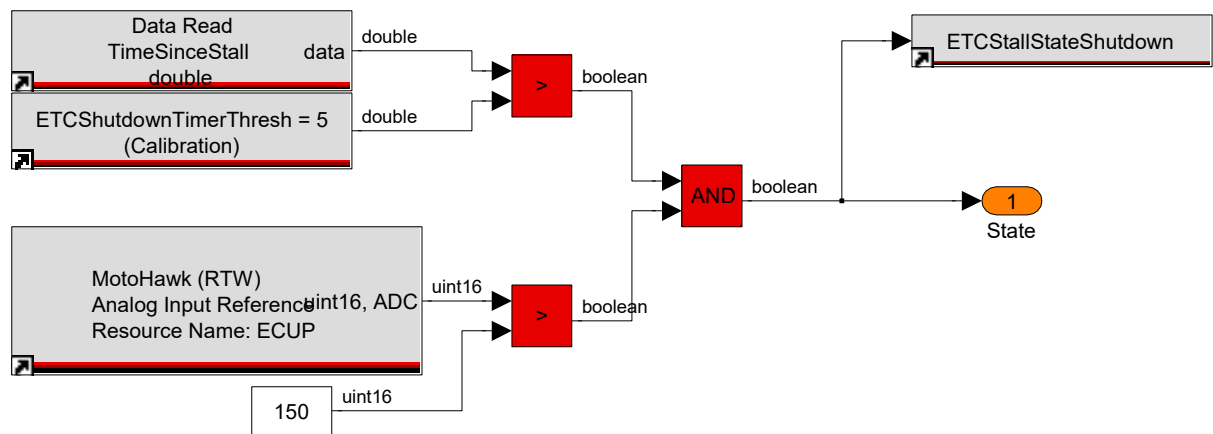 Data Read
TimeSinceStall
double
data
double
ETCShutdownTimerThresh = 5
(Calibration)
double
>
boolean
ETCStallStateShutdown
AND
boolean
1
State
MotoHawk (RTW)
Analog Input Reference
Resource Name: ECUP
uint16, ADC
uint16
>
boolean
150
uint16